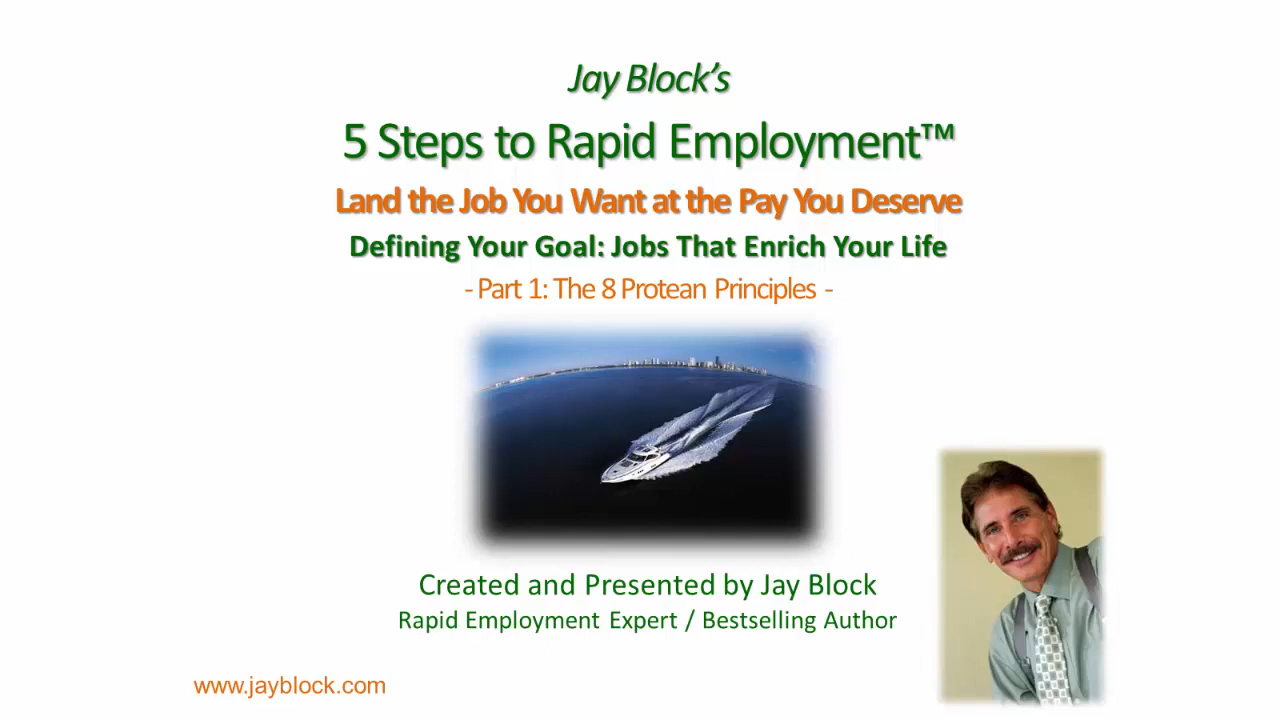 Jay Block’s
5 Steps to Rapid Employment™
Land the Job You Want at the Pay You Deserve
Defining Your Goal: Jobs That Enrich Your Life
- Part 1: The 8 Protean Principles -
Created and Presented by Jay Block
Rapid Employment Expert / Bestselling Author
www.jayblock.com